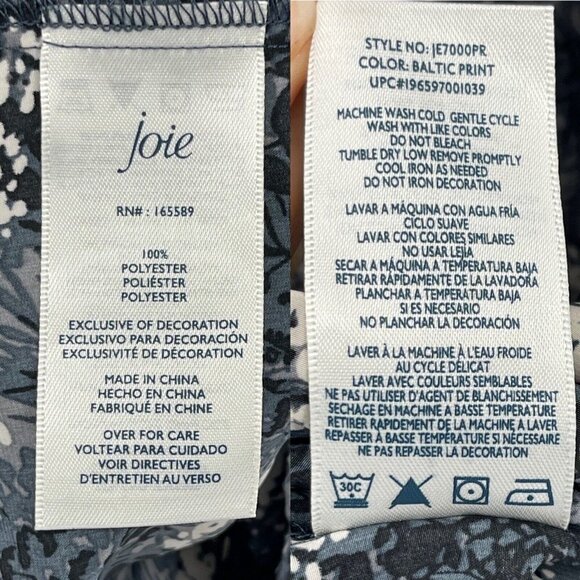 joie
RN# : 165589
100%
POLYESTER
POLIÉSTER
POLYESTER
EXCLUSIVE OF DECORATION
EXCLUSIVO PARA DECORACIÓN
EXCLUSIVITÉ DE DÉCORATION
MADE IN CHINA
HECHO EN CHINA
FABRIQUÉ EN CHINE
OVER FOR CARE
VOLTEAR PARA CUIDADO
VOIR DIRECTIVES
D'ENTRETIEN AU VERSO
STYLE NO: JE7000PR
COLOR: BALTIC PRINT
UPC#196597001039
MACHINE WASH COLD GENTLE CYCLE
WASH WITH LIKE COLORS
DO NOT BLEACH
TUMBLE DRY LOW REMOVE PROMPTLY
COOL IRON AS NEEDED
DO NOT IRON DECORATION
LAVAR A MÁQUINA CON AGUA FRÍA
CICLO SUAVE
LAVAR CON COLORES SIMILARES
NO USAR LEJIA
SECAR A MÁQUINA A TEMPERATURA BAJA
RETIRAR RÁPIDAMENTE DE LA LAVADORA
PLANCHAR A TEMPERATURA BAJA
SI ES NECESARIO
NO PLANCHAR LA DECORACIÓN
LAVER À LA MACHINE À L'EAU FROIDE
AU CYCLE DÉLICAT
LAVER AVEC COULEURS SEMBLABLES
NE PAS UTILISER D'AGENT DE BLANCHISSEMENT
SECHAGE EN MACHINE A BASSE TEMPÉRATURE
RETIRER RAPIDEMENT DE LA MACHINE À LAVER
REPASSER À BASSE TEMPÉRATURE SI NÉCESSAIRE
NE PAS REPASSER LA DECORATION
30C